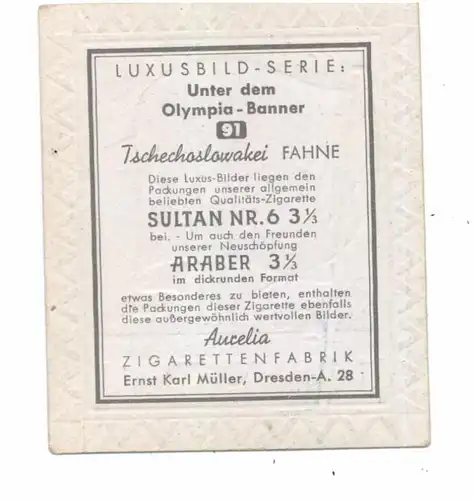 LUXUSBILD-SERIE:
Unter dem
Olympia-Banner
91
Tschechoslowakei FAHNE
Diese Luxus-Bilder liegen den
Packungen unserer allgemein
beliebten Qualitäts-Zigarette
SULTAN NR. 6 3⅓
bei. - Um auch den Freunden
unserer Neuschöpfung
ARABER 3⅓
im dickrunden Format
etwas Besonderes zu bieten, enthalten
die Packungen dieser Zigarette ebenfalls
diese außergewöhnlich wertvollen Bilder.
Aurelia
ZIGARETTENFABRIK
Ernst Karl Müller, Dresden-A. 28